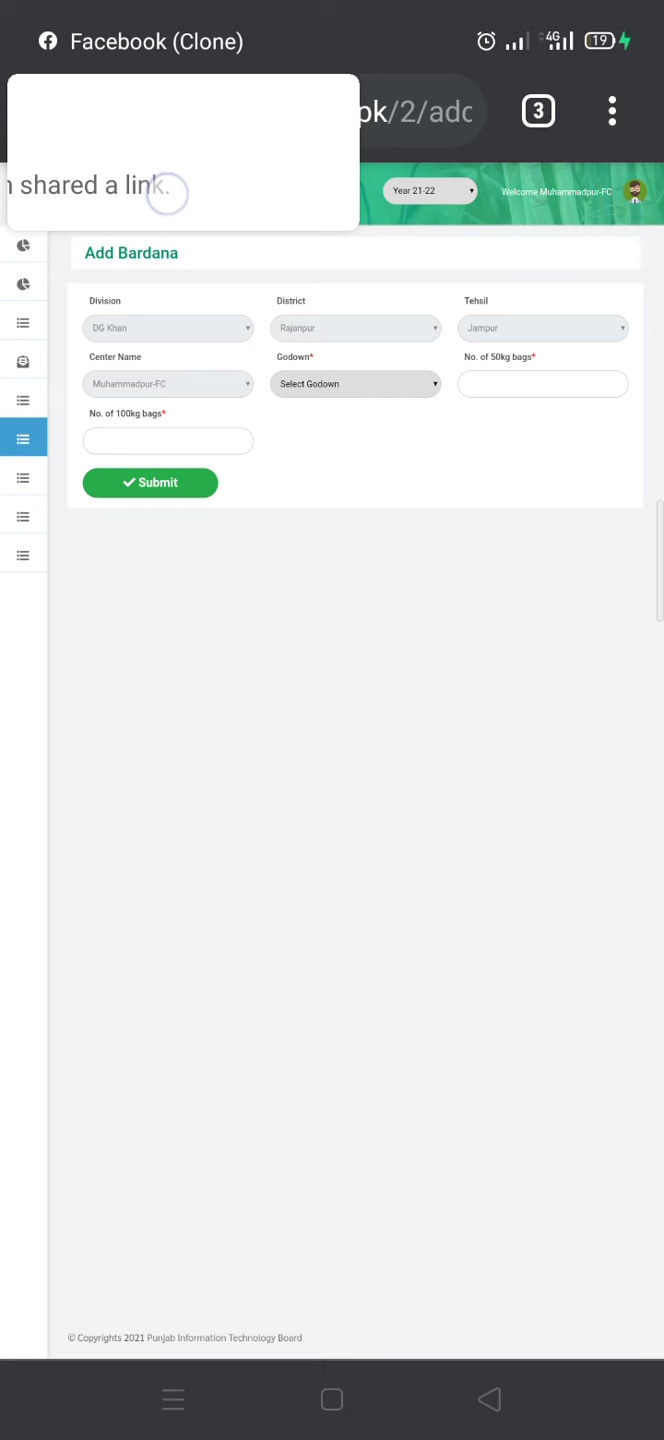 Facebook (Clone)
4G
19
shared a link.
pk/2/add
3
Year 21-22
Welcome Muhammadpur-FC
Add Bardana
Division
District
Tehsil
DG Khan
Rajanpur
Jampur
Center Name
Godown*
No. of 50kg bags*
Muhammadpur-FC
Select Godown
No. of 100kg bags*
Submit
© Copyrights 2021 Punjab Information Technology Board